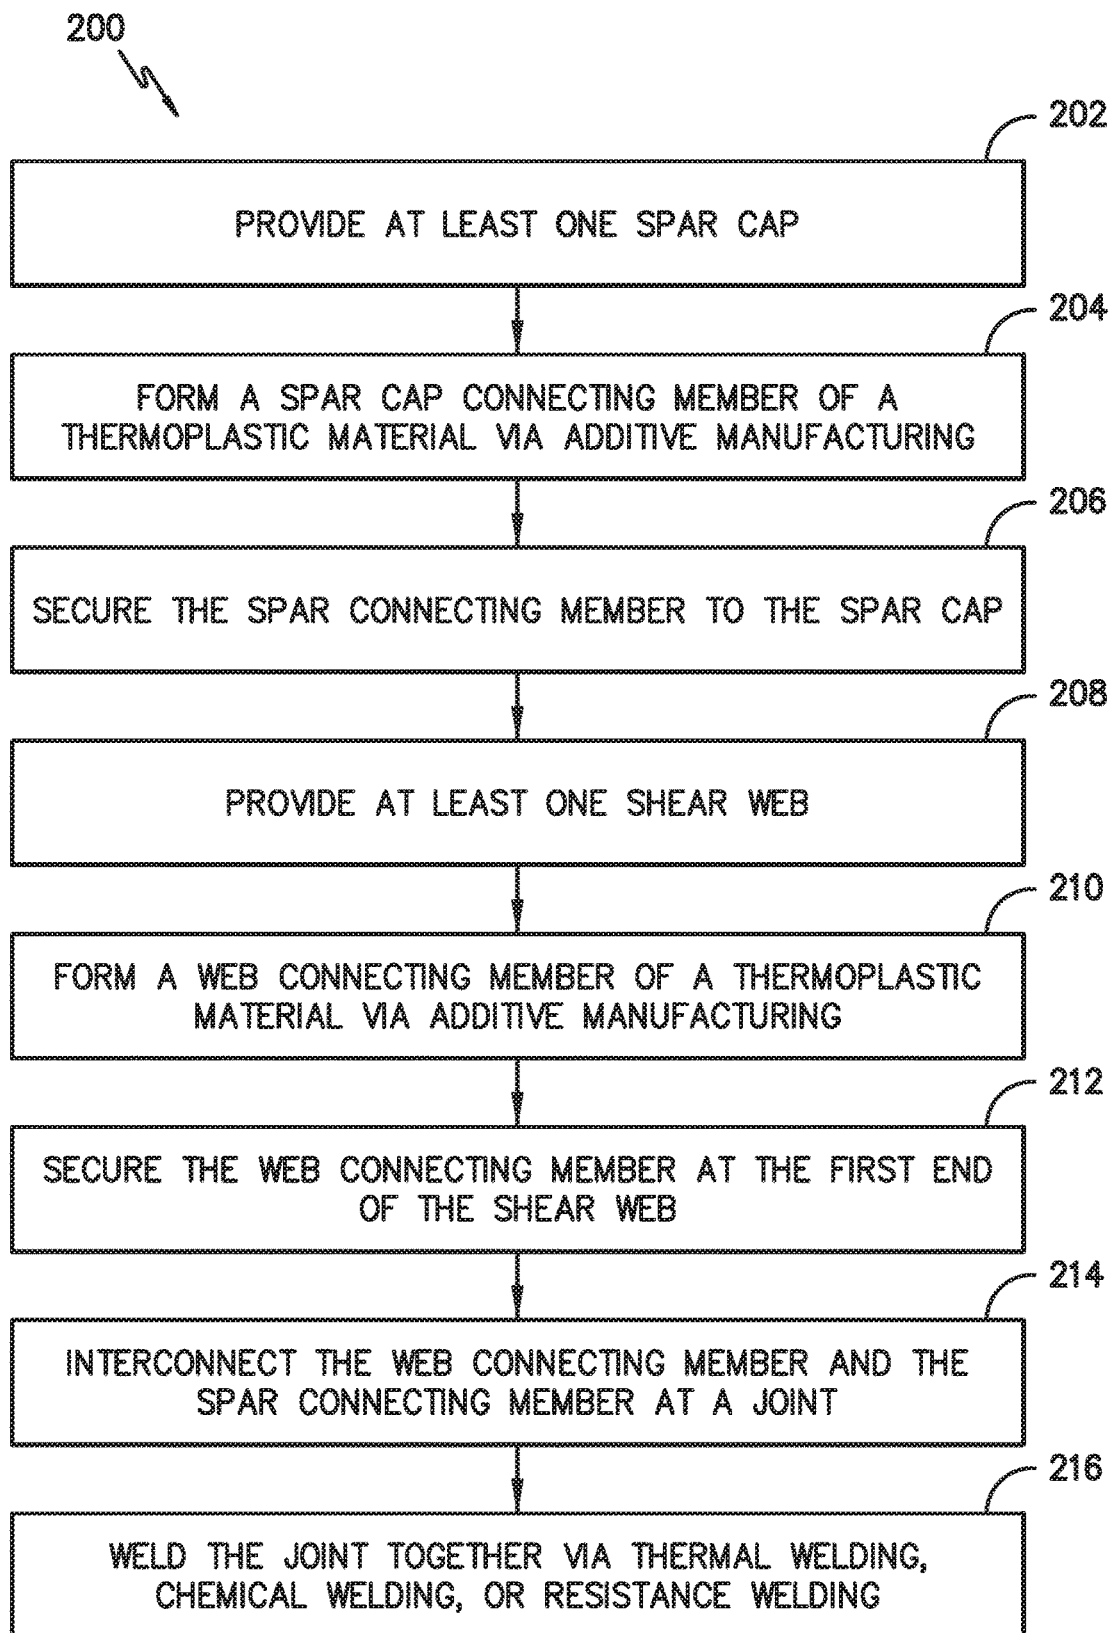 200
202
PROVIDE AT LEAST ONE SPAR CAP
204
FORM A SPAR CAP CONNECTING MEMBER OF A
THERMOPLASTIC MATERIAL VIA ADDITIVE MANUFACTURING
206
SECURE THE SPAR CONNECTING MEMBER TO THE SPAR CAP
208
PROVIDE AT LEAST ONE SHEAR WEB
210
FORM A WEB CONNECTING MEMBER OF A THERMOPLASTIC
MATERIAL VIA ADDITIVE MANUFACTURING
212
SECURE THE WEB CONNECTING MEMBER AT THE FIRST END
OF THE SHEAR WEB
214
INTERCONNECT THE WEB CONNECTING MEMBER AND THE
SPAR CONNECTING MEMBER AT A JOINT
216
WELD THE JOINT TOGETHER VIA THERMAL WELDING,
CHEMICAL WELDING, OR RESISTANCE WELDING